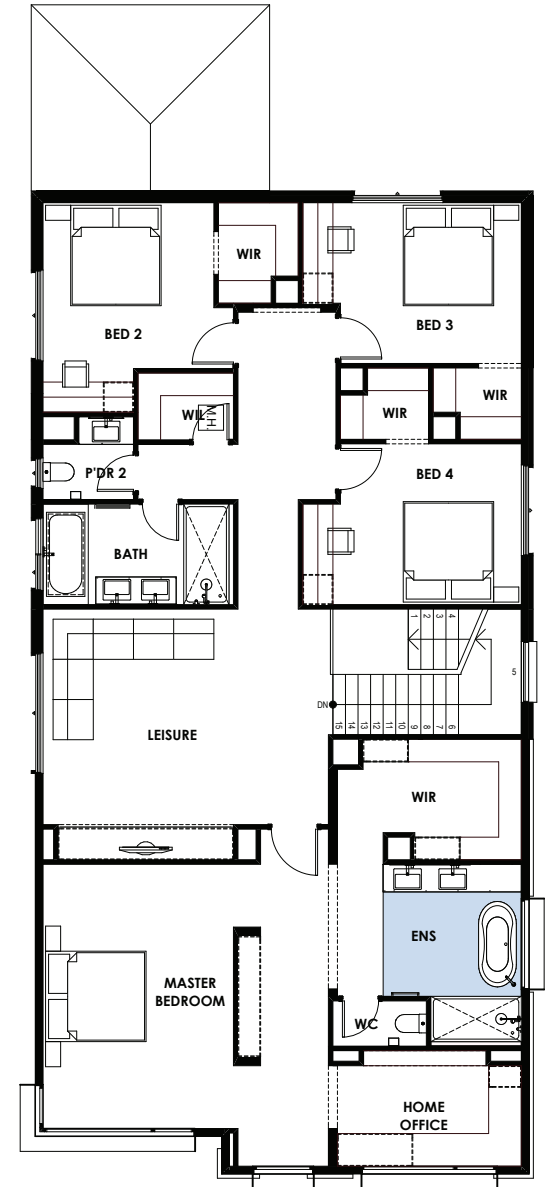 WIR
BED 2
BED 3
WIR
WIL
MH
WIR
P'DR 2
BED 4
BATH
1
2
3
4
5
LEISURE
DN
15
14
13
12
11
10
9
8
7
6
WIR
ENS
MASTER
BEDROOM
WC
HOME
OFFICE